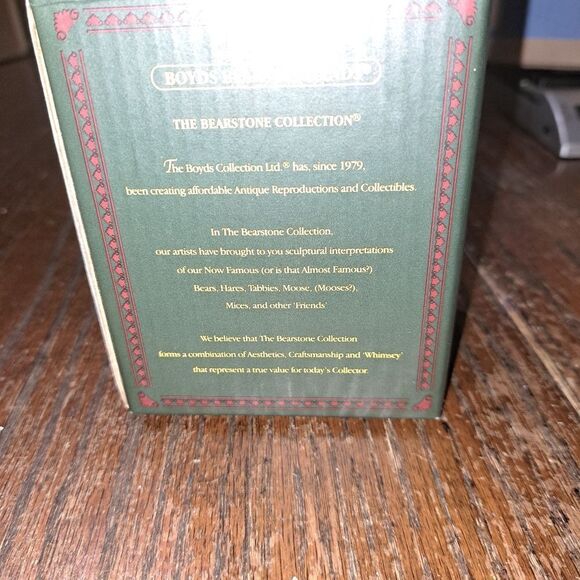 BOYDS
THE BEARSTONE COLLECTION®
The Boyds Collection Ltd.® has, since 1979,
been creating affordable Antique Reproductions and Collectibles.
In The Bearstone Collection,
our artists have brought to you sculptural interpretations
of our Now Famous (or is that Almost Famous?)
Bears, Hares, Tabbies, Moose, (Mooses?),
Mices, and other 'Friends'
We believe that The Bearstone Collection
forms a combination of Aesthetics, Craftsmanship and 'Whimsey'
that represent a true value for today's Collector.